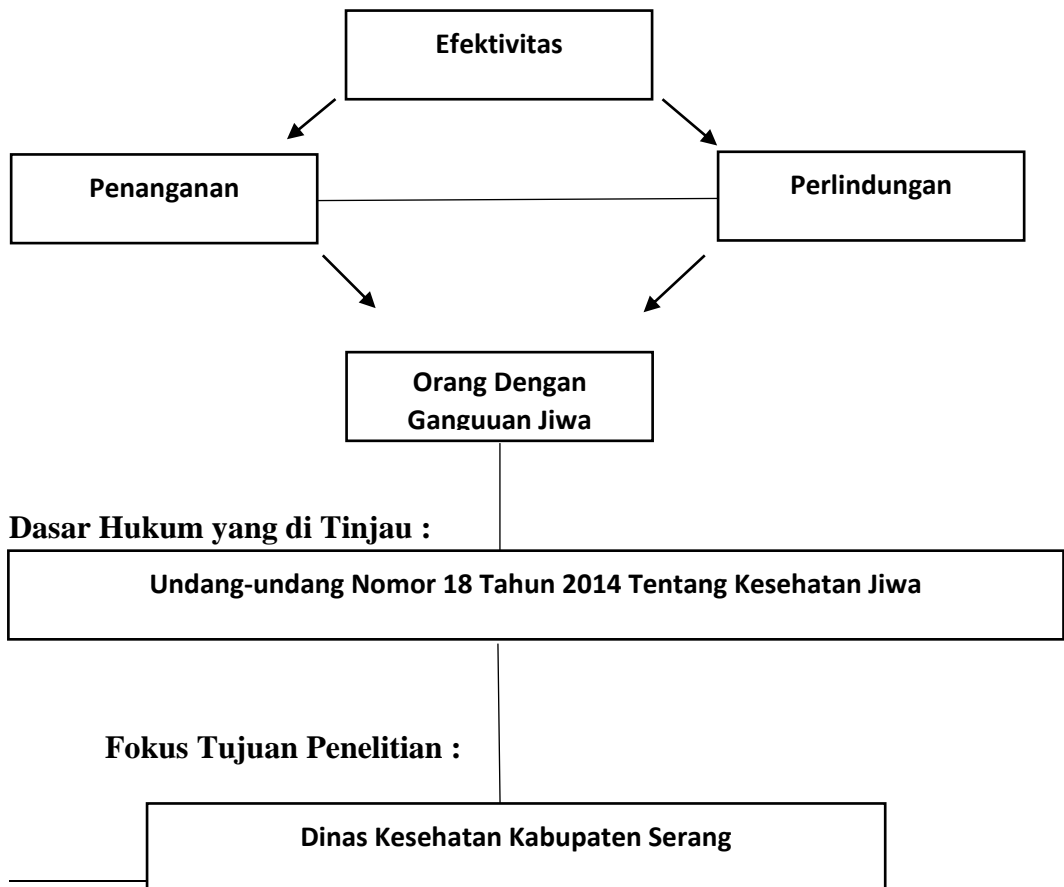 Efektivitas
Penanganan
Perlindungan
Orang Dengan
Ganguuan Jiwa
Dasar Hukum yang di Tinjau :
Undang-undang Nomor 18 Tahun 2014 Tentang Kesehatan Jiwa
Fokus Tujuan Penelitian :
Dinas Kesehatan Kabupaten Serang